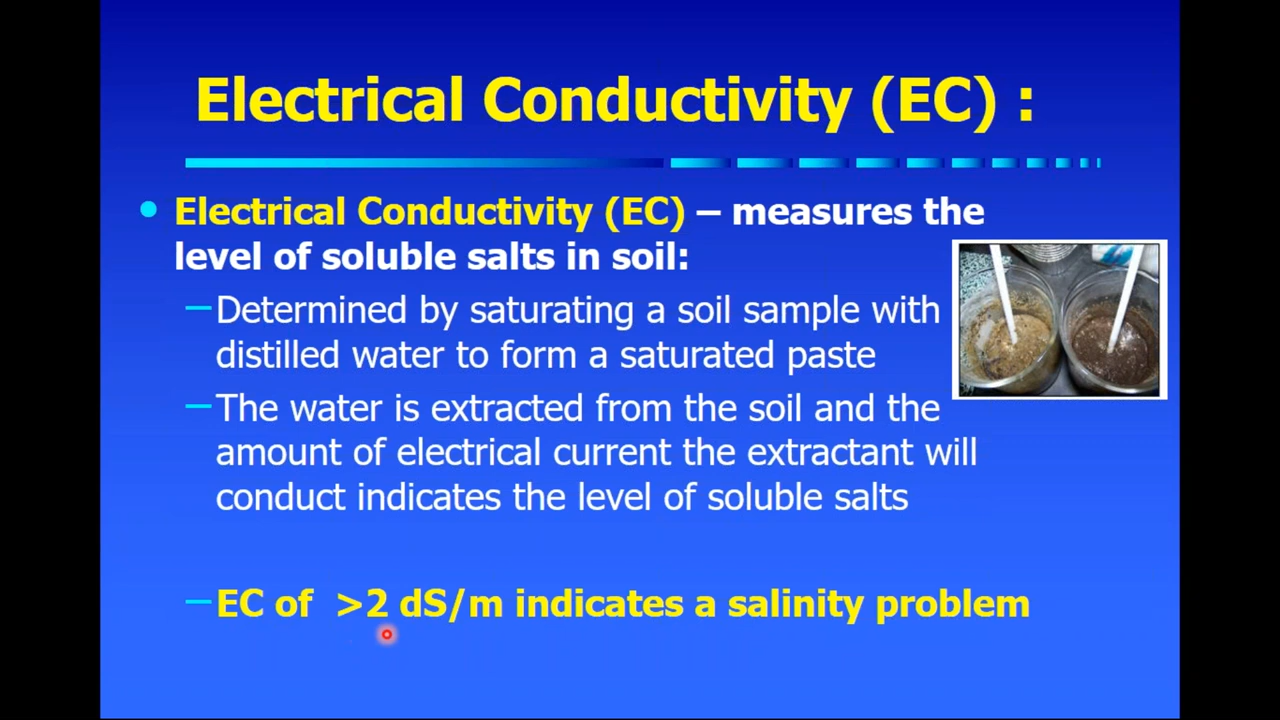 Electrical Conductivity (EC) :
• Electrical Conductivity (EC) – measures the
level of soluble salts in soil:
–Determined by saturating a soil sample with
distilled water to form a saturated paste
–The water is extracted from the soil and the
amount of electrical current the extractant will
conduct indicates the level of soluble salts
–EC of >2 dS/m indicates a salinity problem